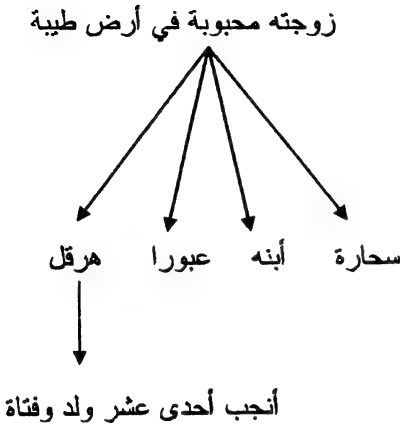 زوجته محبوبة في أرض طيبة
سحارة أبنه عبورا هرقل
أنجب أحدى عشر ولد وفتاة